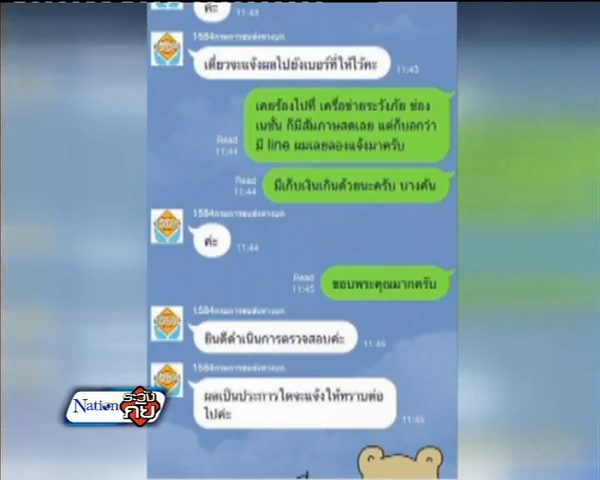 ค่ะ
11:43
1584กรมการขนส่งทางบก
เดี๋ยวจะแจ้งผลไปยังเบอร์ที่ให้ไว้คะ
11:43
เคยร้องไปที่ เครือข่ายระวังภัย ช่อง
เนชั่น ก็มีสัมภาษสดเลย แต่ก็บอกว่า
มี line ผมเลยลองแจ้งมาครับ
Read
11:44
มีเก็บเงินเกินด้วยนะครับ บางคัน
Read
11:44
1584กรมการขนส่งทางบก
ค่ะ
11:44
ขอบพระคุณมากครับ
Read
11:45
1584กรมการขนส่งทางบก
ยินดีดำเนินการตรวจสอบค่ะ
11:45
1584กรมการขนส่งทางบก
ผลเป็นประการใดจะแจ้งให้ทราบต่อ
ไปค่ะ
11:45
Nation ระวังภัย